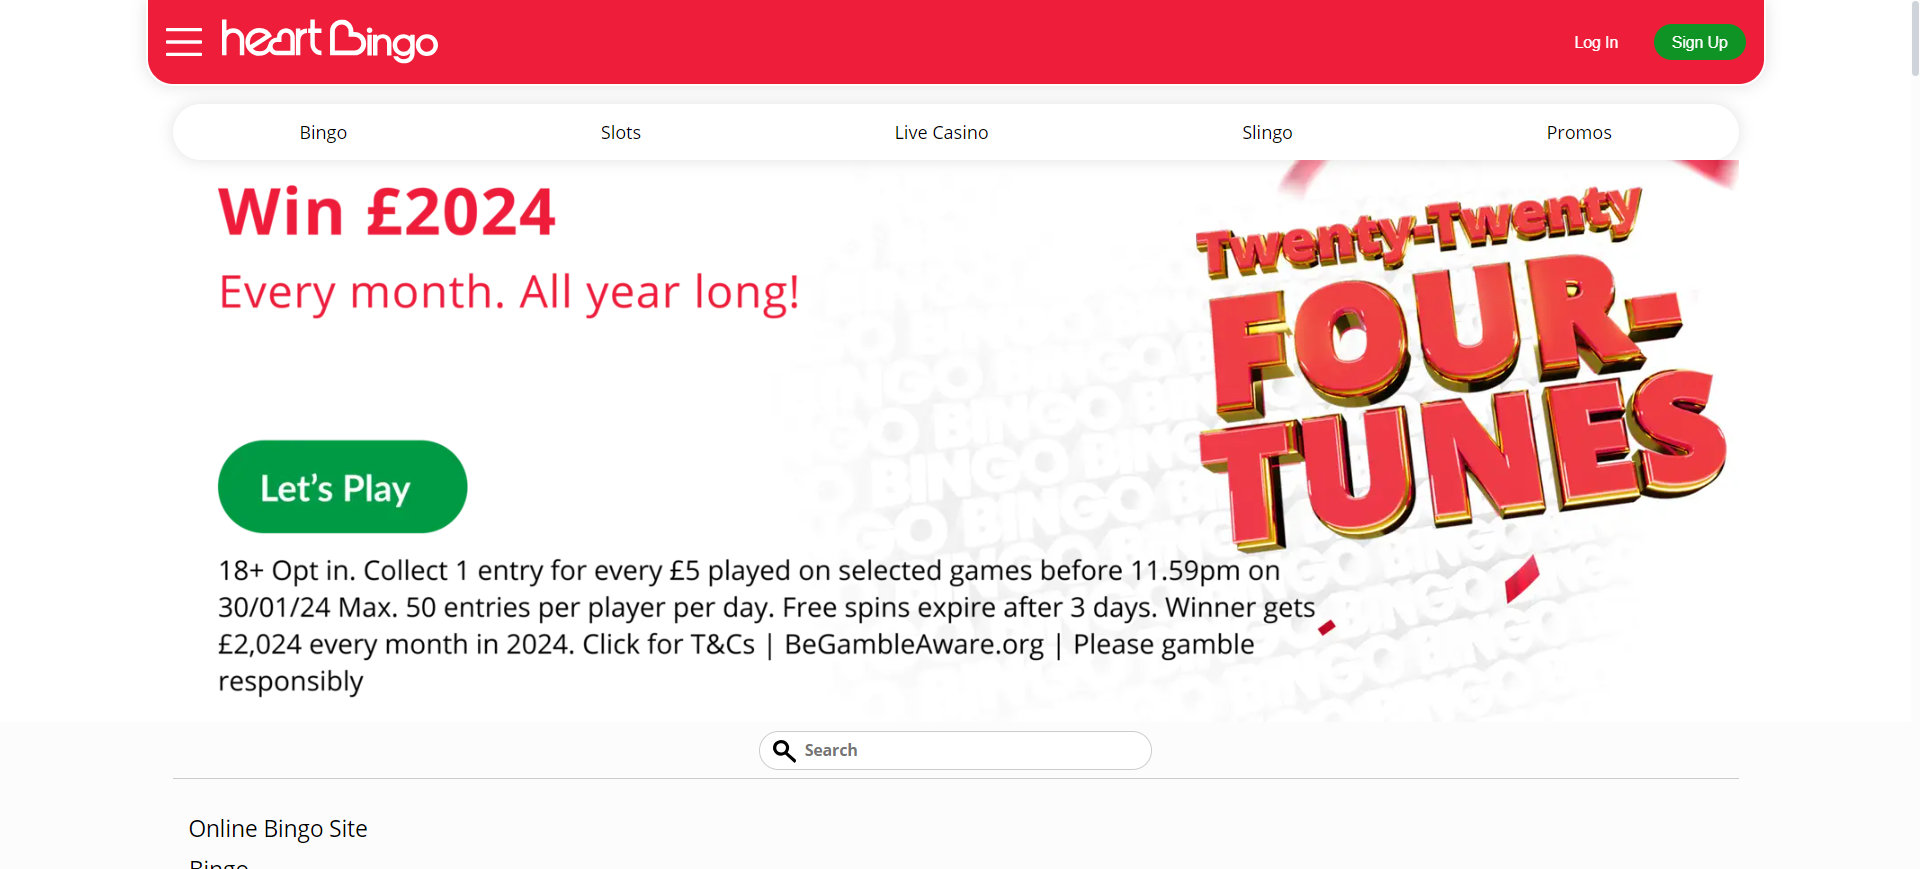 heart Bingo
Log In
Sign Up
Bingo
Slots
Live Casino
Slingo
Promos
Win £2024
Every month. All year long!
Twenty-Twenty
FOUR-
TUNES
Let's Play
18+ Opt in. Collect 1 entry for every £5 played on selected games before 11.59pm on
30/01/24 Max. 50 entries per player per day. Free spins expire after 3 days. Winner gets
£2,024 every month in 2024. Click for T&Cs | BeGambleAware.org | Please gamble
responsibly
Search
Online Bingo Site
Bingo